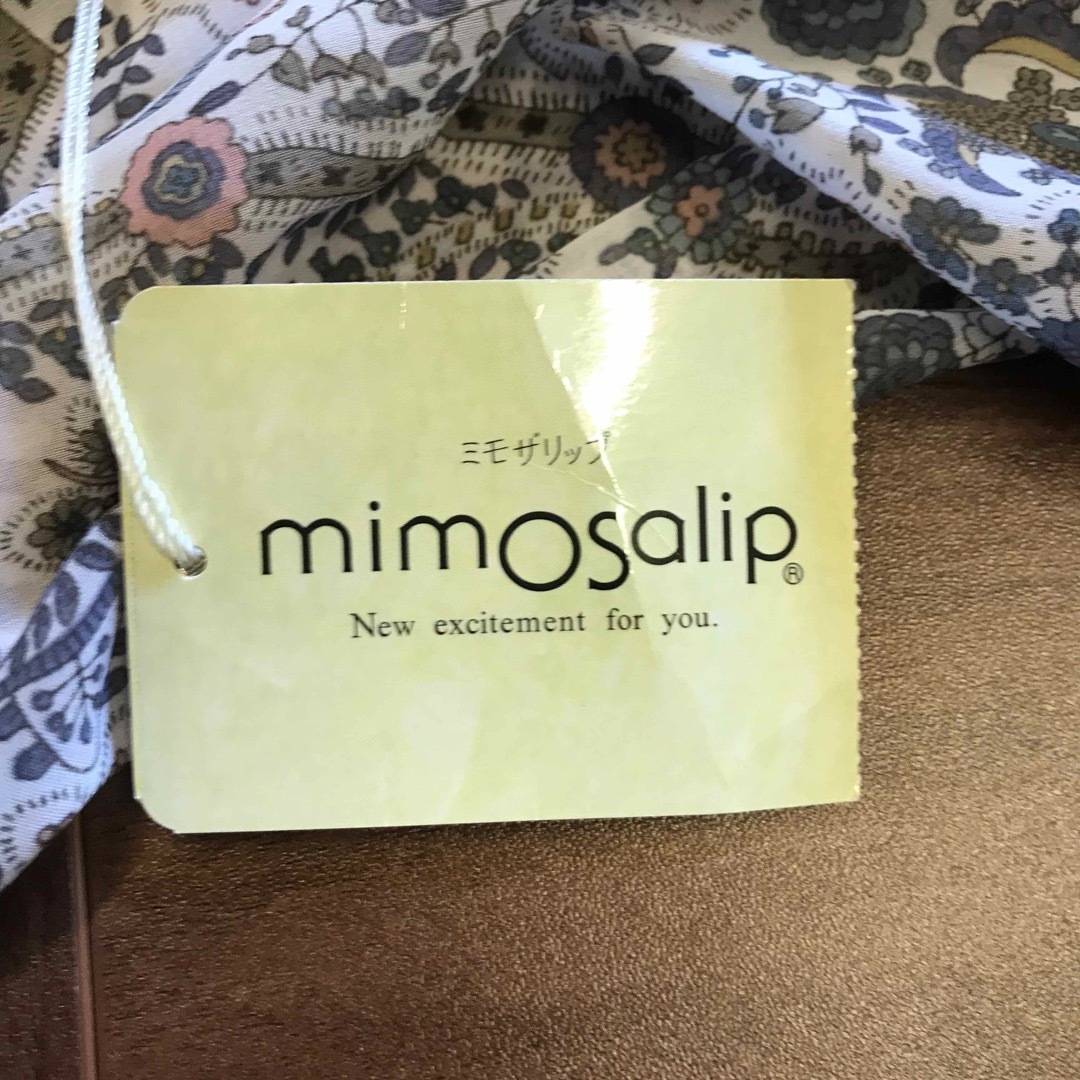 ミモザリップ
mimosalip®
New excitement for you.